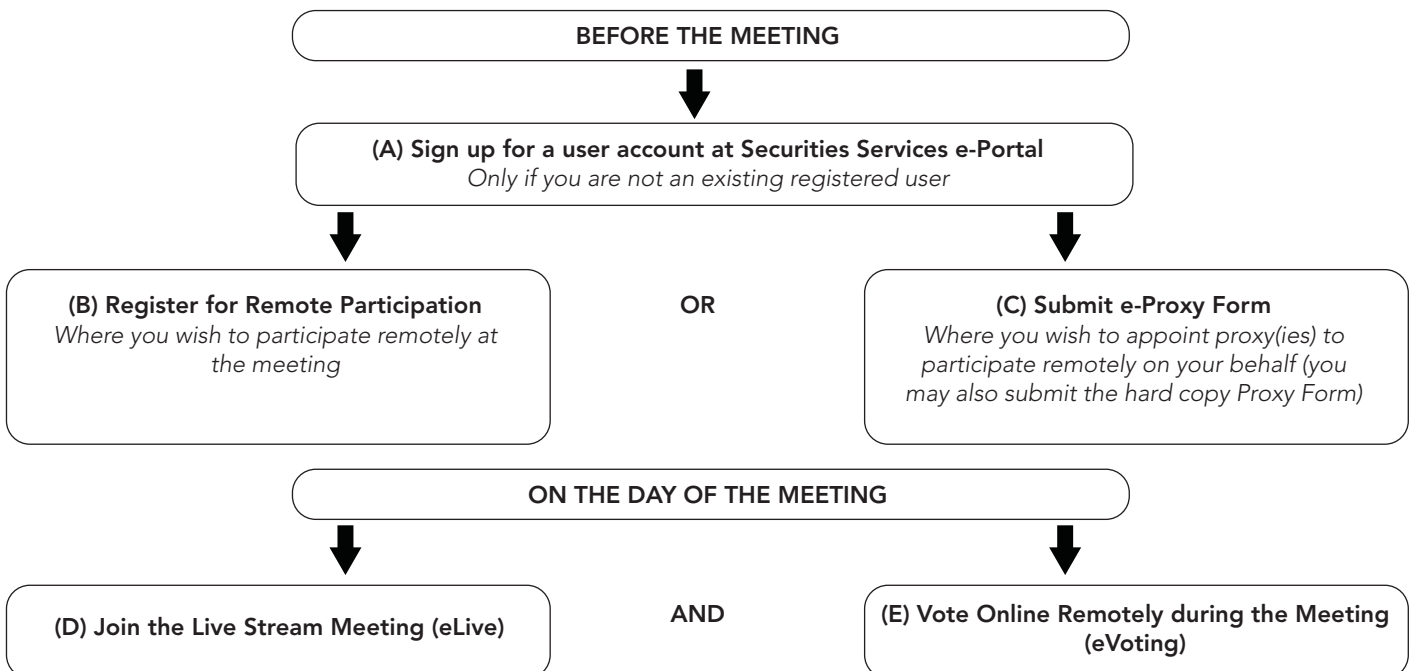 BEFORE THE MEETING
(A) Sign up for a user account at Securities Services e-Portal
Only if you are not an existing registered user
(B) Register for Remote Participation
Where you wish to participate remotely at
the meeting
OR
(C) Submit e-Proxy Form
Where you wish to appoint proxy(ies) to
participate remotely on your behalf (you
may also submit the hard copy Proxy Form)
ON THE DAY OF THE MEETING
(D) Join the Live Stream Meeting (eLive)
AND
(E) Vote Online Remotely during the Meeting
(eVoting)